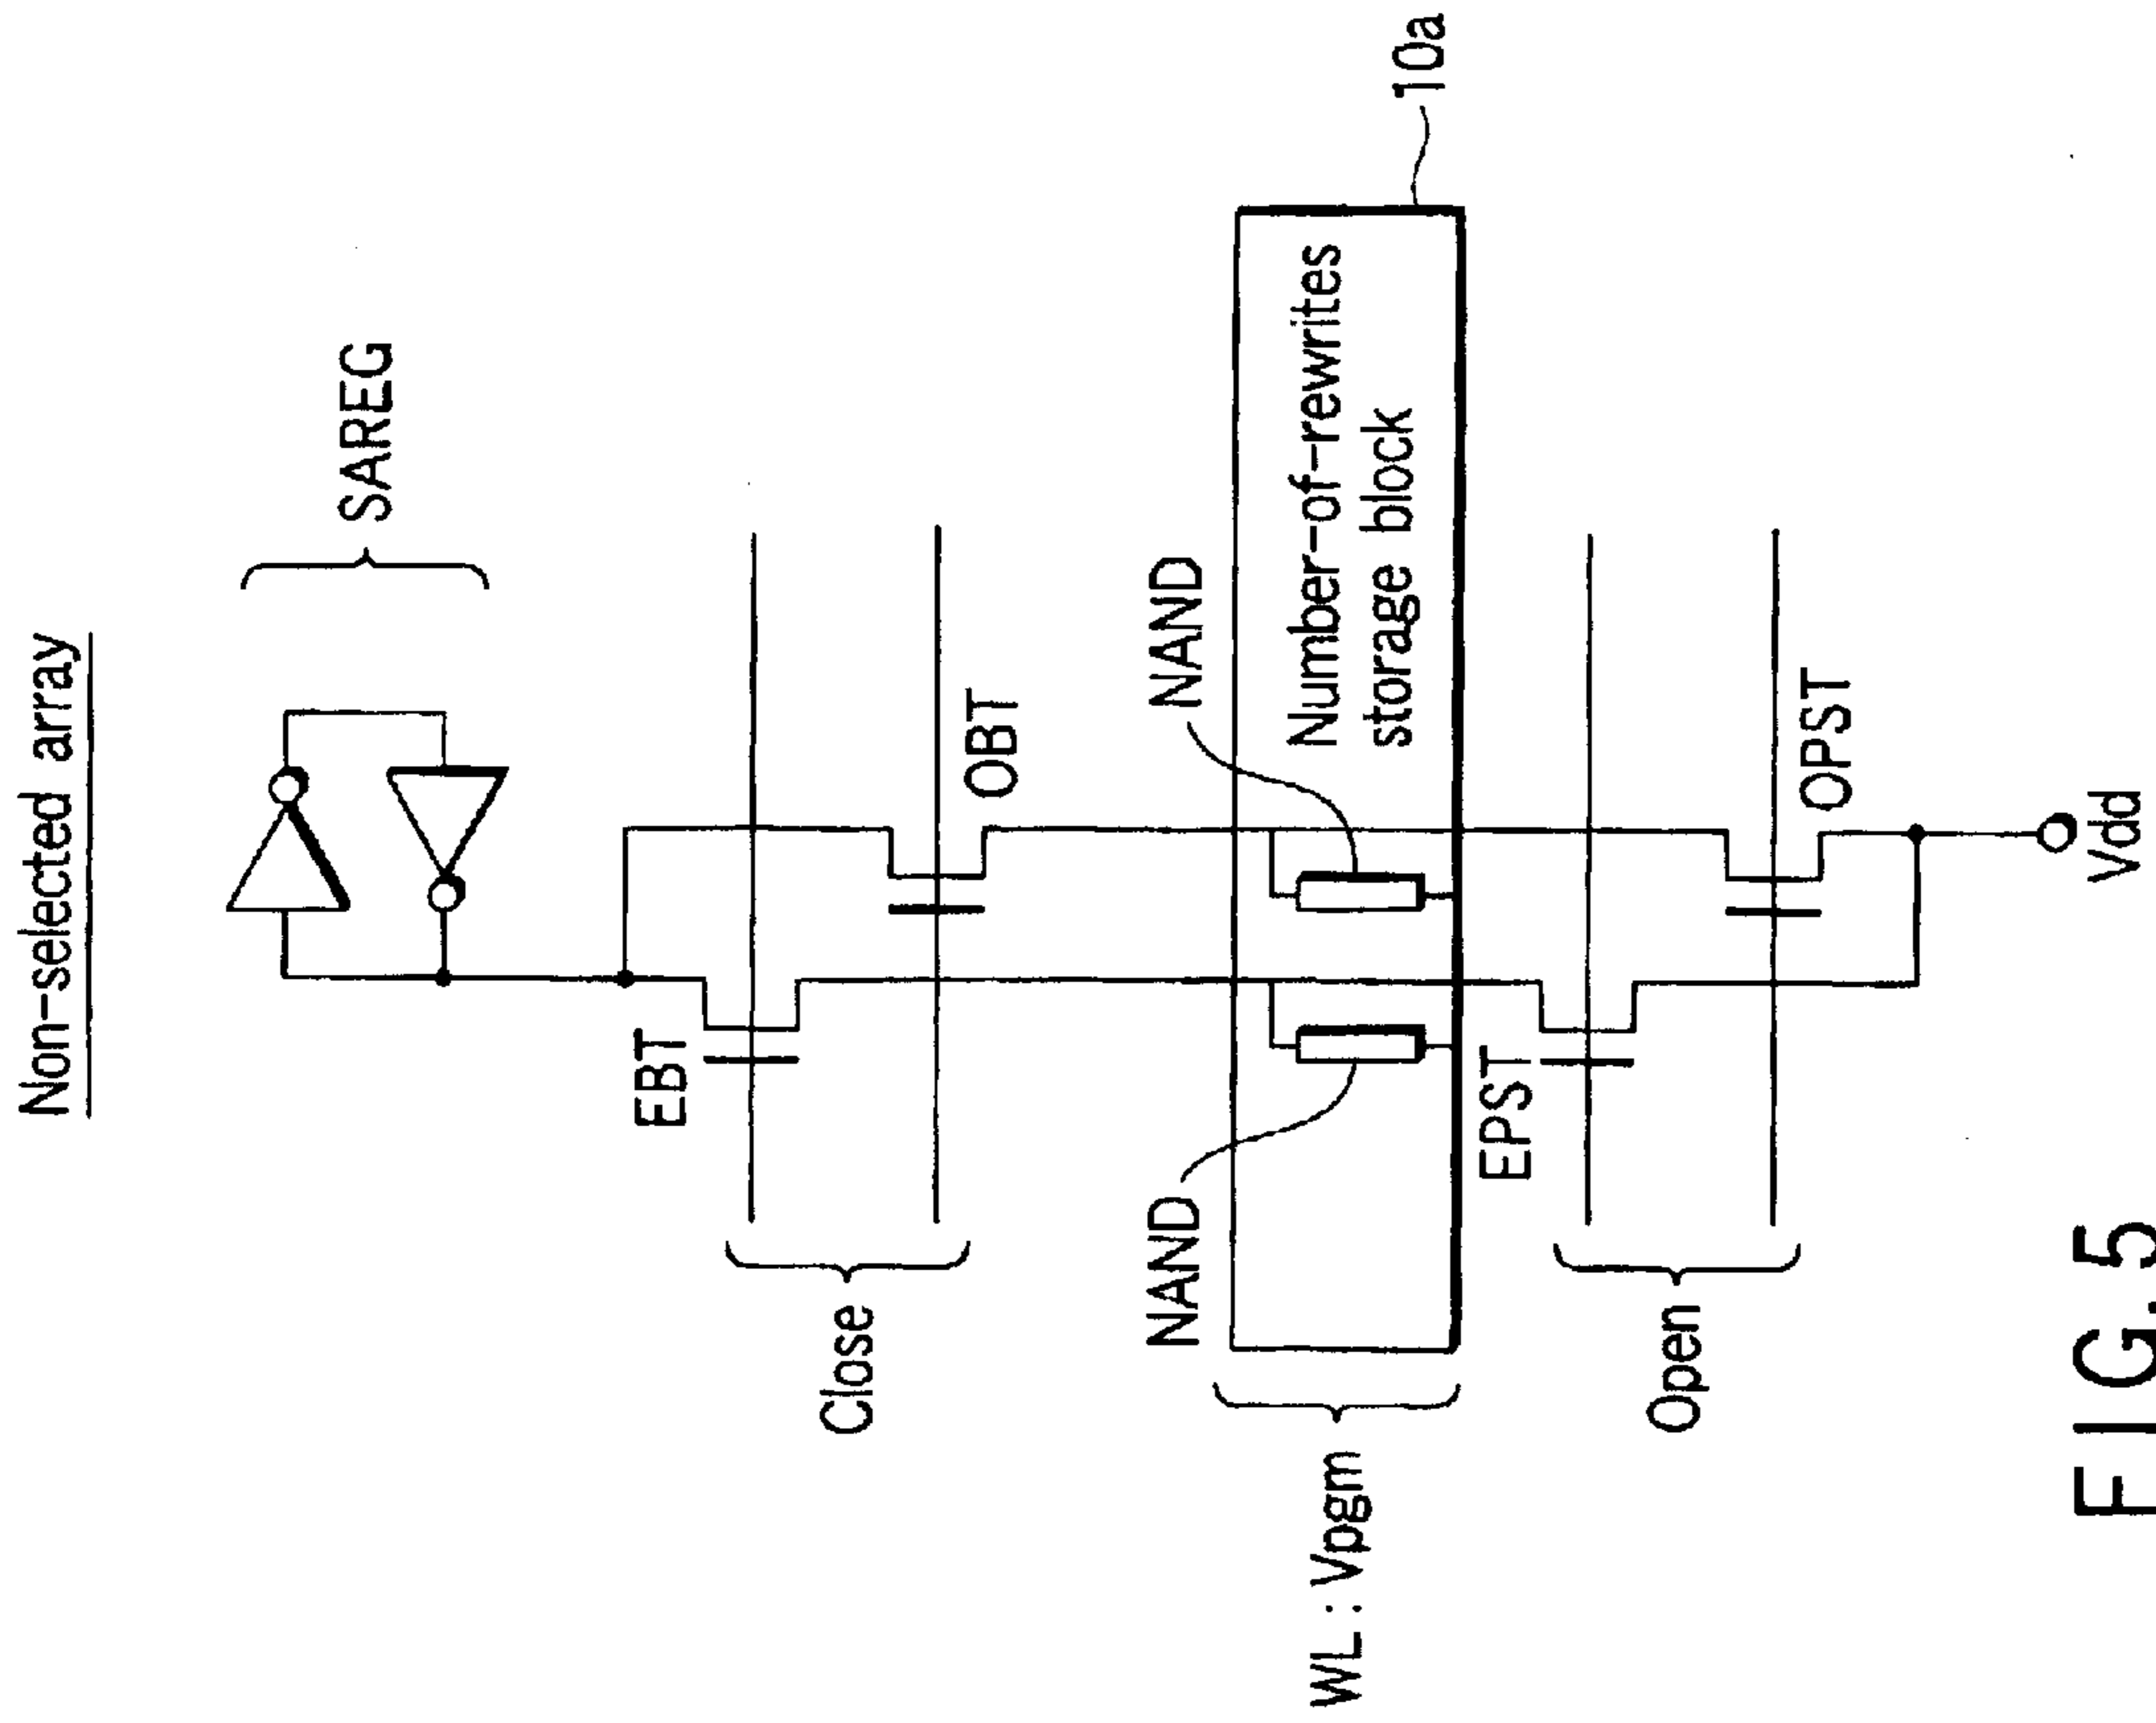 Non-selected array
SAREG
EBT
OBT
Close
NAND
NAND
Number-of-rewrites
storage block
10a
WL : Vpgm
EPST
OPST
Open
Vdd
FIG. 5